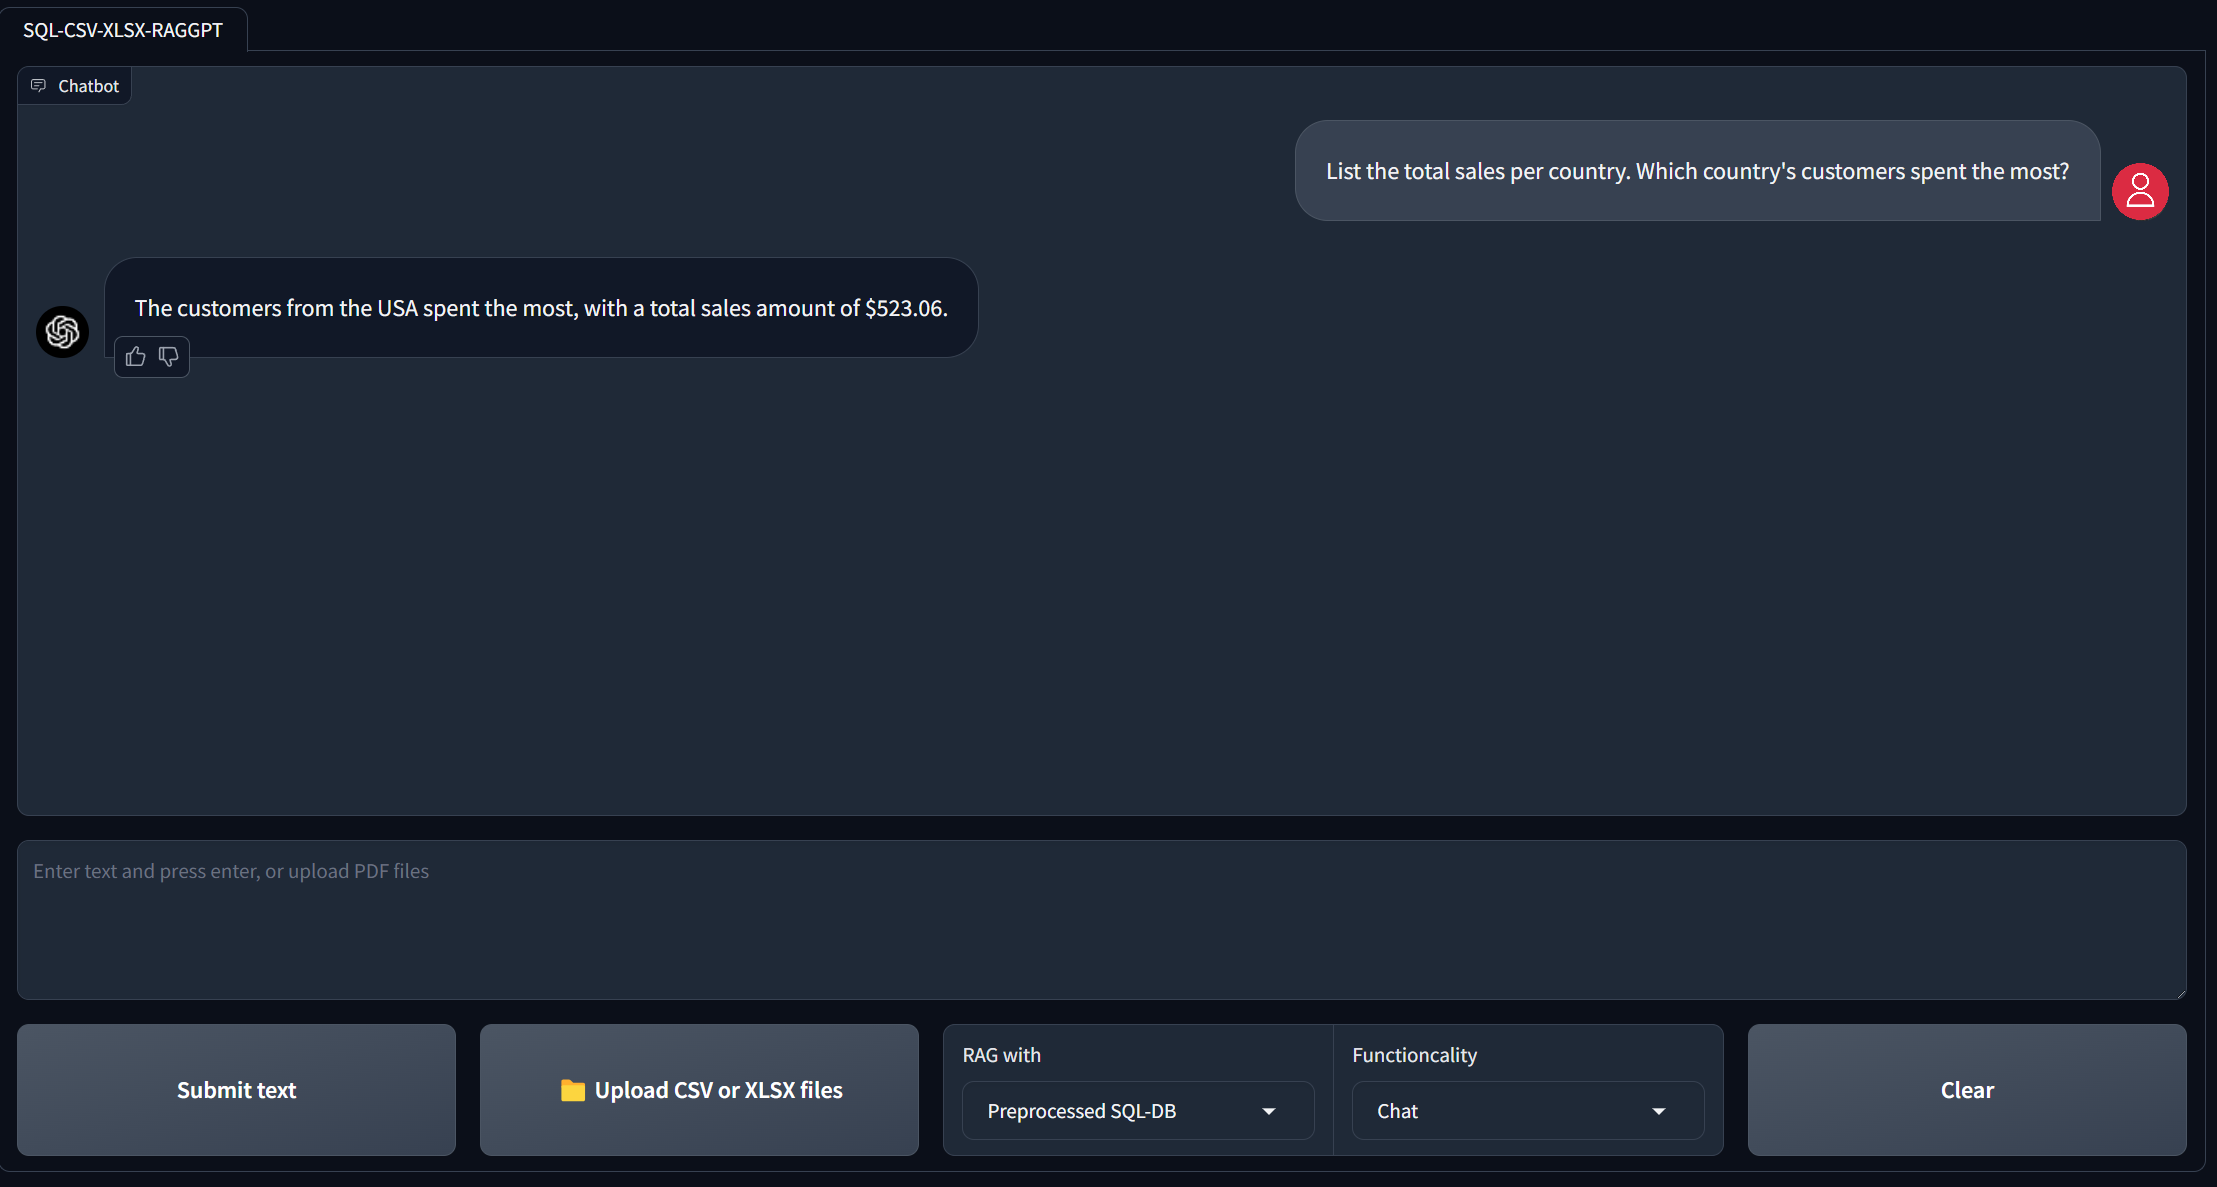 SQL-CSV-XLSX-RAGGPT
Chatbot
List the total sales per country. Which country's customers spent the most?
The customers from the USA spent the most, with a total sales amount of $523.06.
Enter text and press enter, or upload PDF files
Submit text
Upload CSV or XLSX files
RAG with
Preprocessed SQL-DB
Functioncality
Chat
Clear